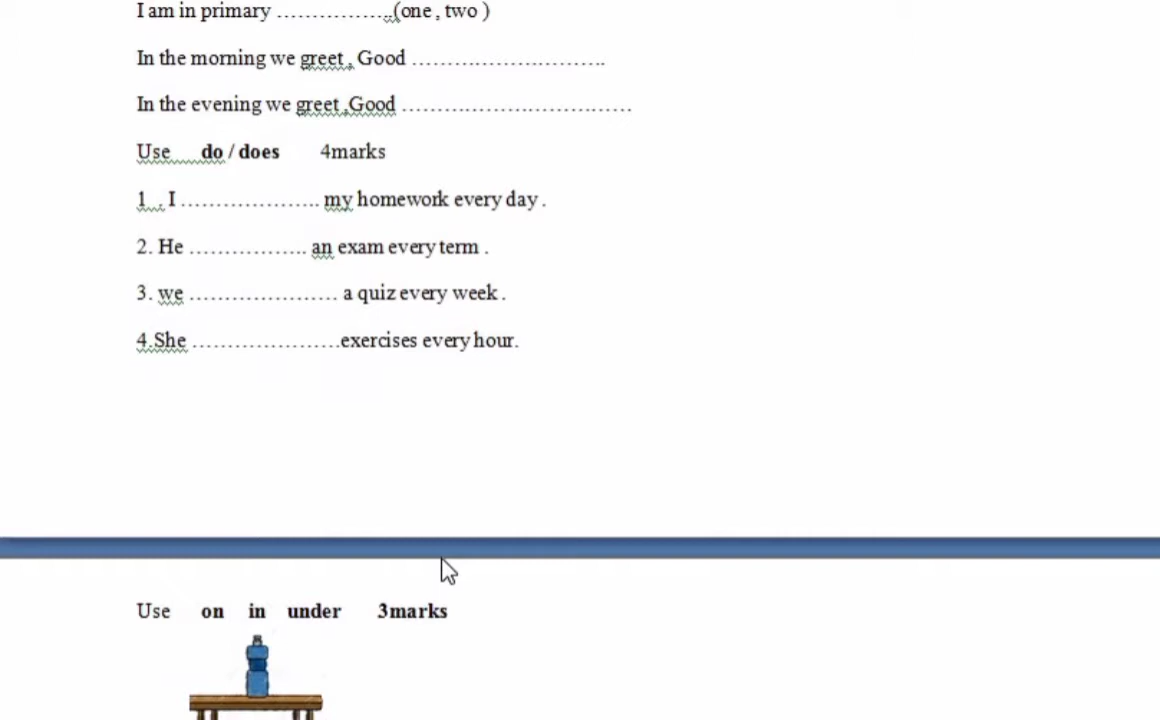 I am in primary ……………..(one , two )
In the morning we greet , Good ……………………….
In the evening we greet ,Good ……………………………
Use do / does 4marks
1 . I ……………….. my homework every day .
2. He …………….. an exam every term .
3. we ………………… a quiz every week .
4.She …………………exercises every hour.
Use on in under 3marks